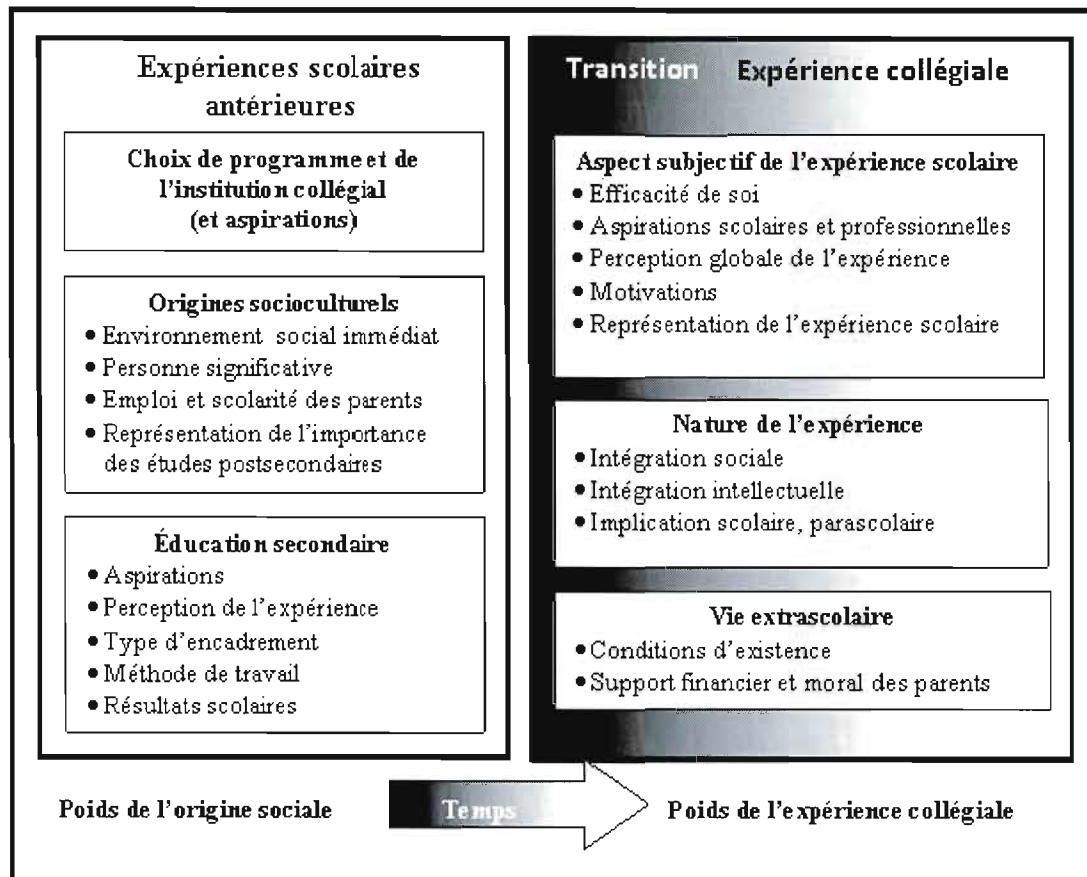 Expériences scolaires
antérieures
Choix de programme et de
l'institution collégial
(et aspirations)
Origines socioculturels
• Environnement social immédiat
• Personne significative
• Emploi et scolarité des parents
• Représentation de l'importance
des études postsecondaires
Éducation secondaire
• Aspirations
• Perception de l'expérience
• Type d'encadrement
• Méthode de travail
• Résultats scolaires
Transition Expérience collégiale
Aspect subjectif de l'expérience scolaire
• Efficacité de soi
• Aspirations scolaires et professionnelles
• Perception globale de l'expérience
• Motivations
• Représentation de l'expérience scolaire
Nature de l'expérience
• Intégration sociale
• Intégration intellectuelle
• Implication scolaire, parascolaire
Vie extrascolaire
• Conditions d'existence
• Support financier et moral des parents
Poids de l'origine sociale
Temps
Poids de l'expérience collégiale